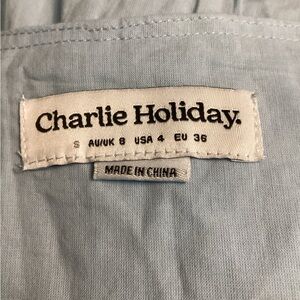 Charlie Holiday.
S AU/UK 8 USA 4 EU 36
MADE IN CHINA